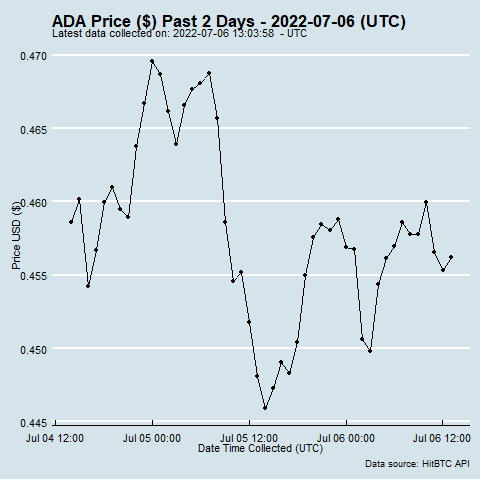 ADA Price ($) Past 2 Days - 2022-07-06 (UTC)
Latest data collected on: 2022-07-06 13:03:58  - UTC
0.470
0.465
0.460
0.455
0.450
0.445
Price USD ($)
Jul 04 12:00 Jul 05 00:00 Jul 05 12:00 Jul 06 00:00 Jul 06 12:00
Date Time Collected (UTC)
Data source: HitBTC API